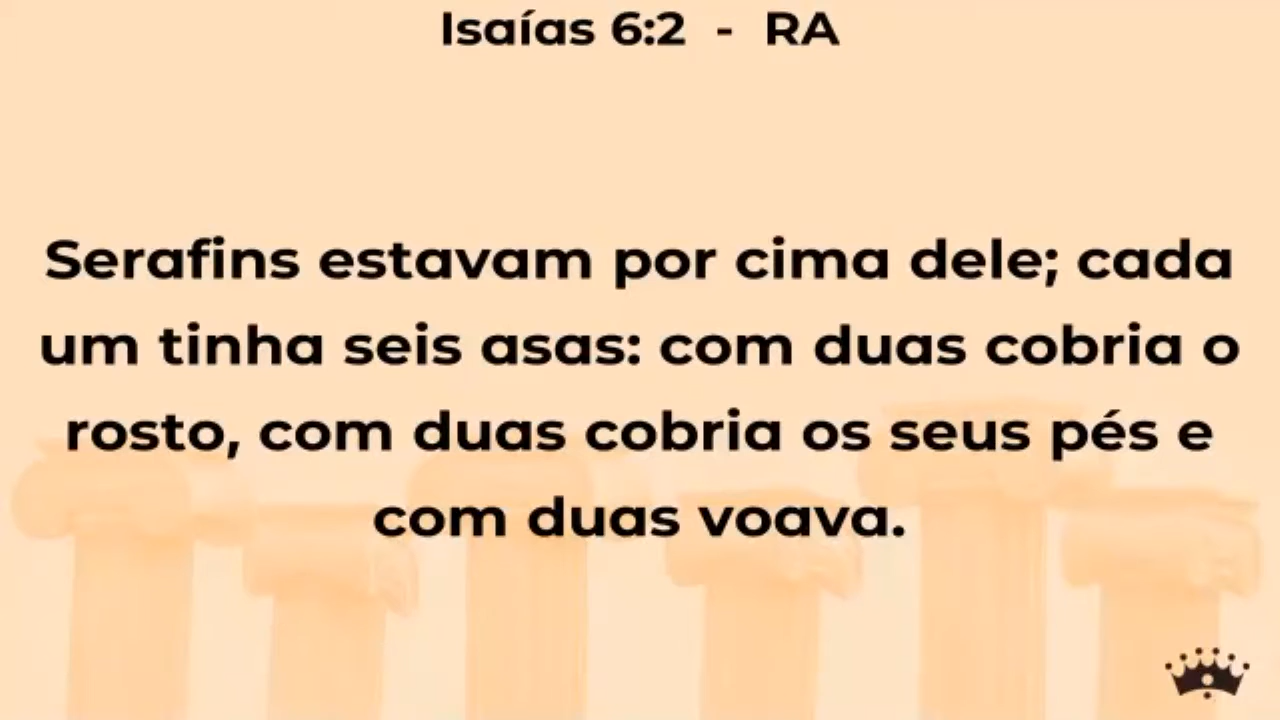 Isaías 6:2 - RA
Serafins estavam por cima dele; cada
um tinha seis asas: com duas cobria o
rosto, com duas cobria os seus pés e
com duas voava.